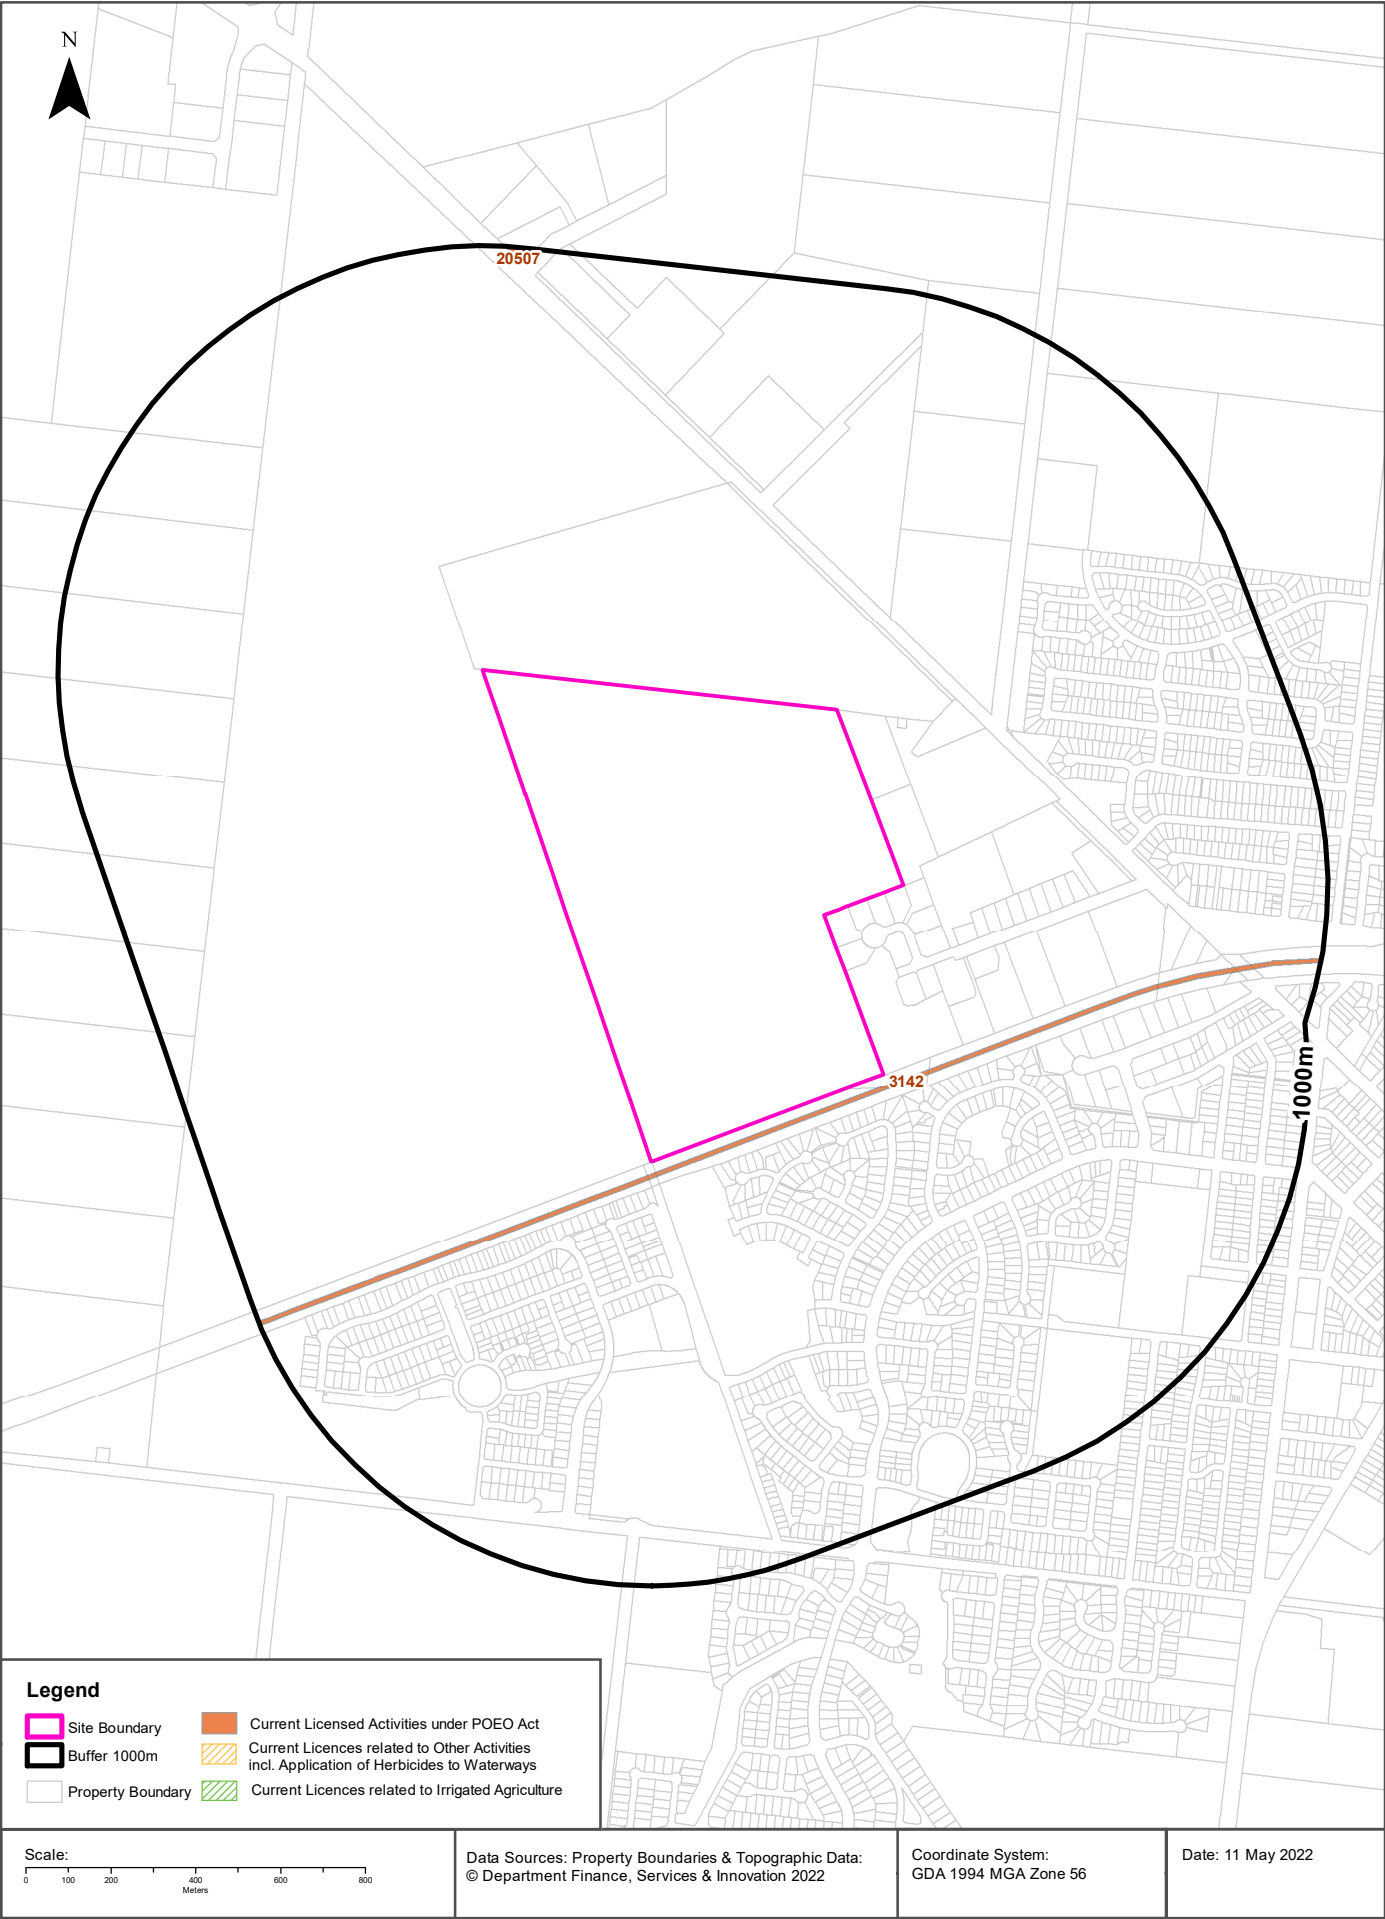 N
20507
3142
1000m
Legend
Site Boundary
Buffer 1000m
Property Boundary
Current Licensed Activities under POEO Act
Current Licences related to Other Activities
incl. Application of Herbicides to Waterways
Current Licences related to Irrigated Agriculture
Scale:
0 100 200 400 600 800
Meters
Data Sources: Property Boundaries & Topographic Data:
© Department Finance, Services & Innovation 2022
Coordinate System:
GDA 1994 MGA Zone 56
Date: 11 May 2022